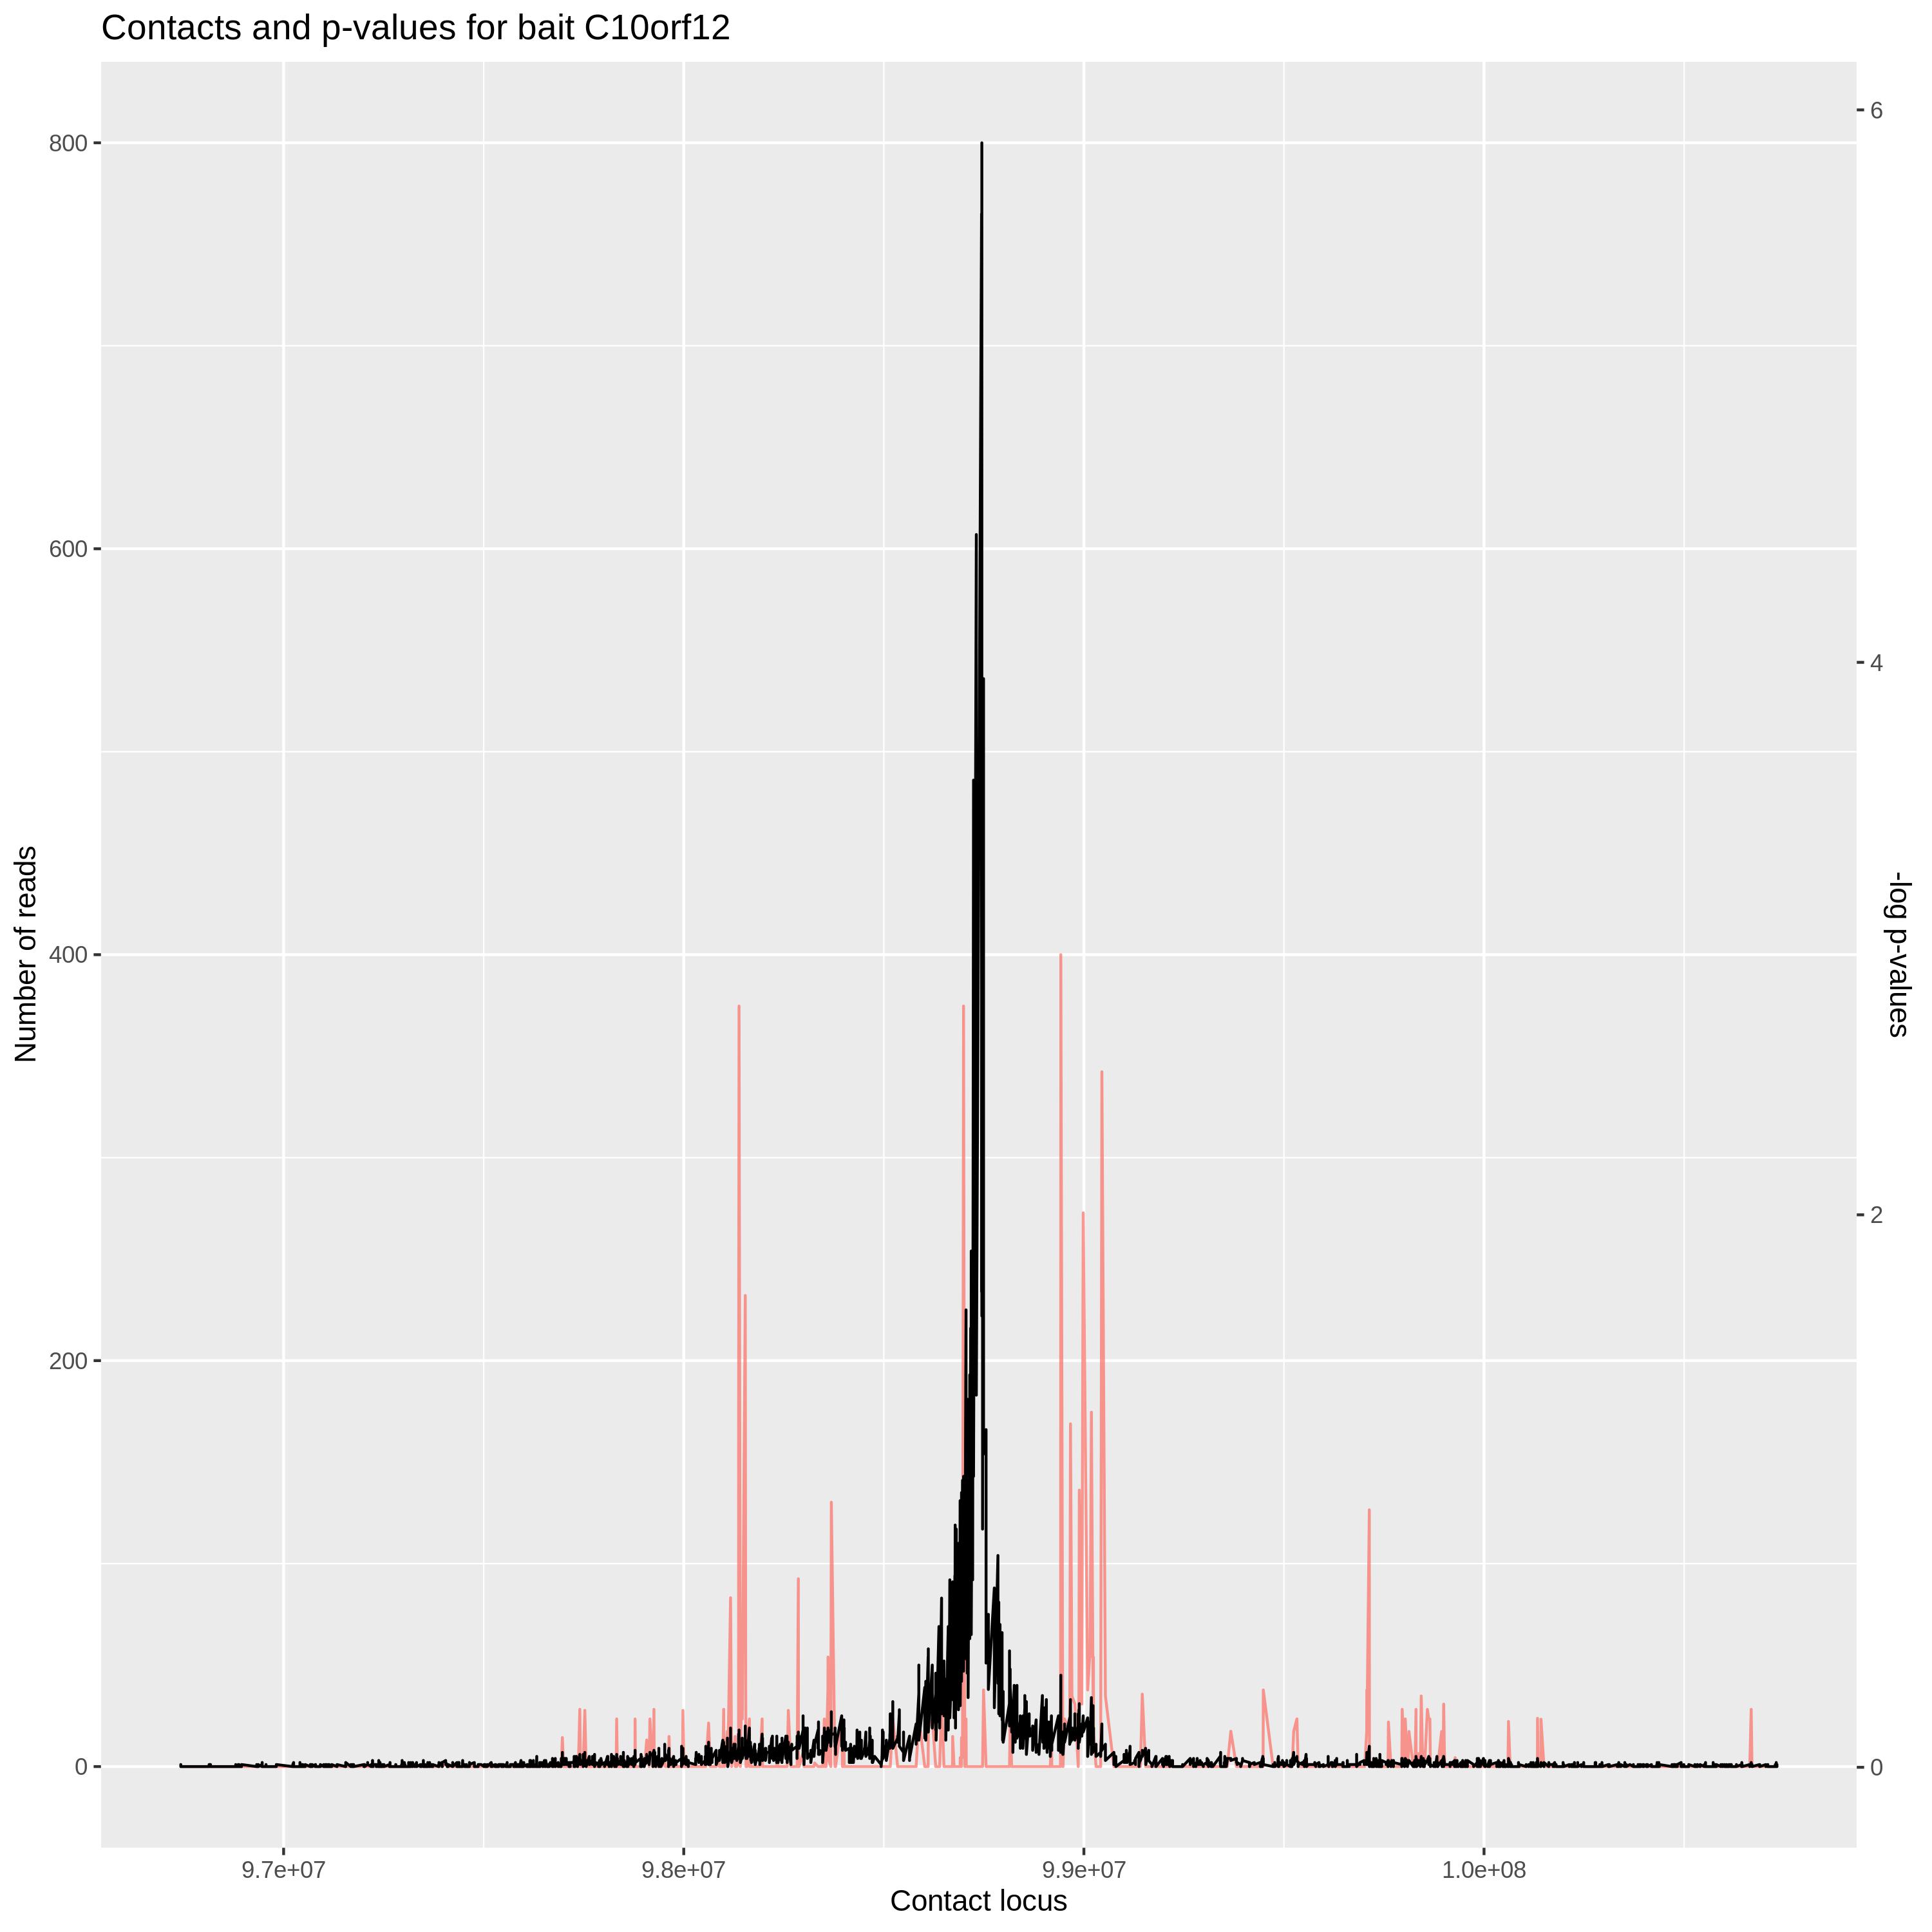 Contacts and p-values for bait C10orf12
800
600
400
200
0
Number of reads
6
4
2
0
-log p-values
9.7e+07
9.8e+07
9.9e+07
1.0e+08
Contact locus